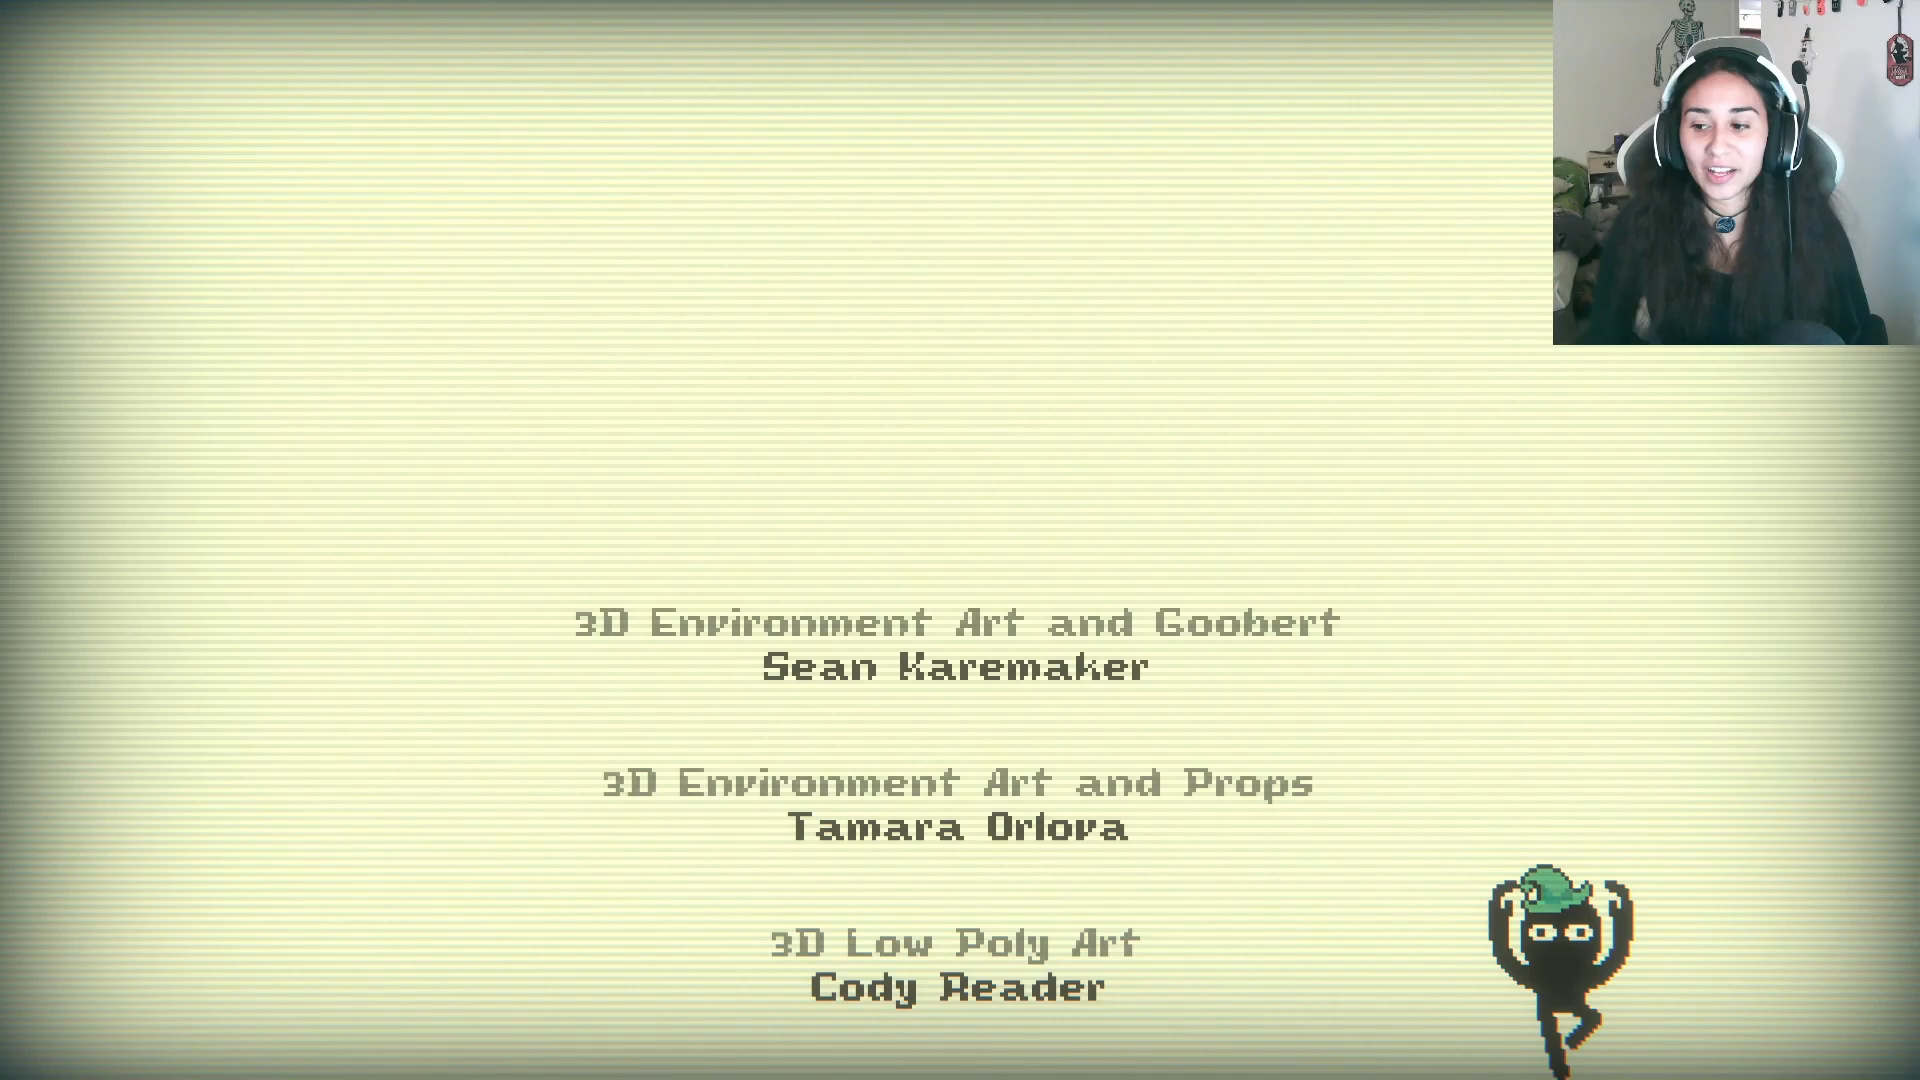 3D Environment Art and Goobert
Sean Karemaker
3D Environment Art and Props
Tamara Orlova
3D Low Poly Art
Cody Reader